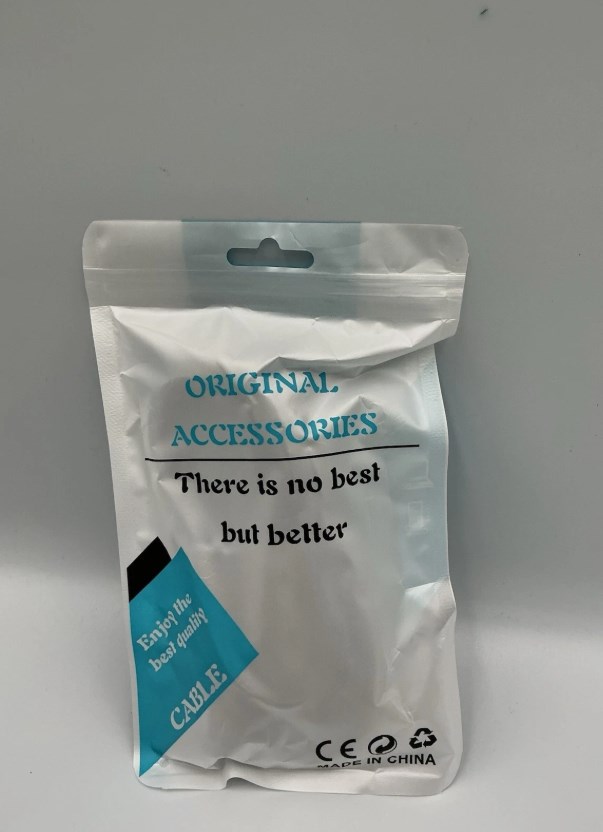 ORIGINAL
ACCESSORIES
There is no best
but better
Enjoy the
best quality
CABLE
CE
MADE IN CHINA